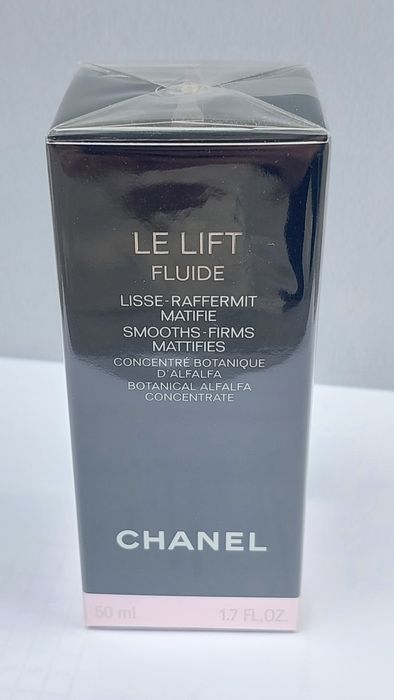 LE LIFT
FLUIDE
LISSE-RAFFERMIT
MATIFIE
SMOOTHS-FIRMS
MATTIFIES
CONCENTRÉ BOTANIQUE
D'ALFALFA
BOTANICAL ALFALFA
CONCENTRATE
CHANEL
50 ml 1.7 FL.OZ.